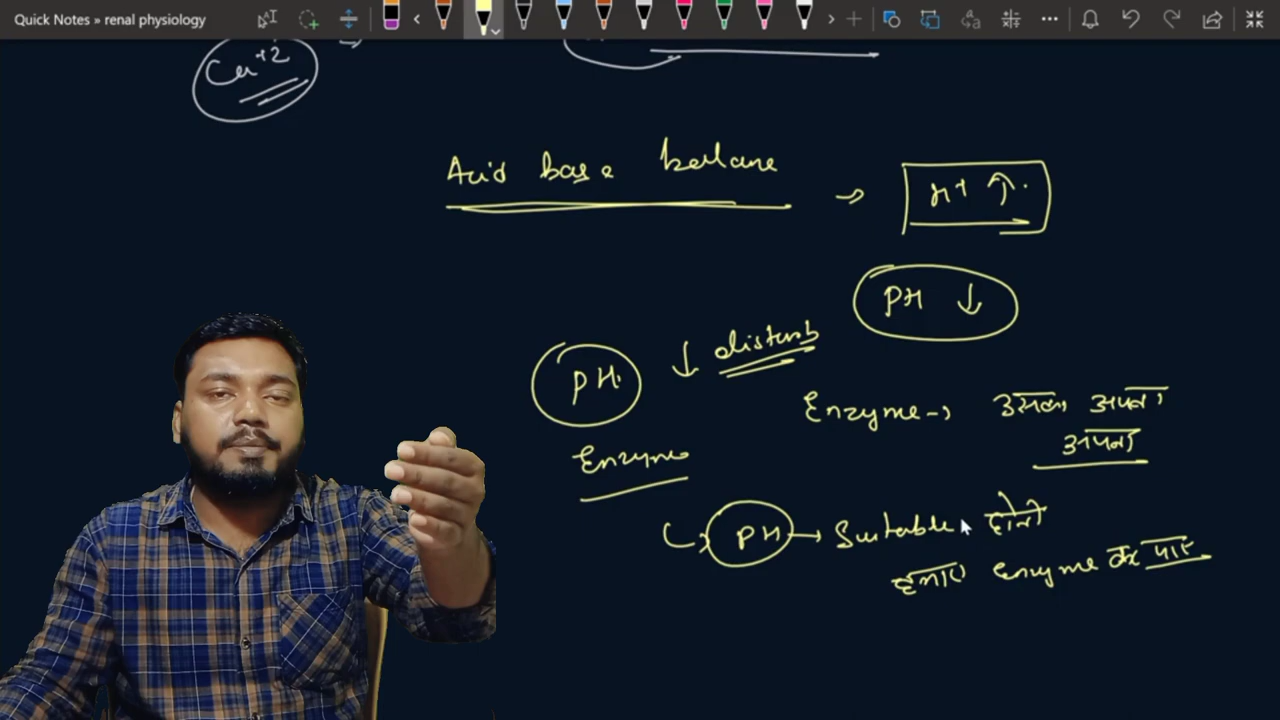 Quick Notes » renal physiology
Ca+2
Acid base balance → H+ ↑
PH ↓
PH ↓ disturb
Enzyme → उसका अपना
अपना
Enzyme
PH → Suitable होना
हमारे enzyme के पास